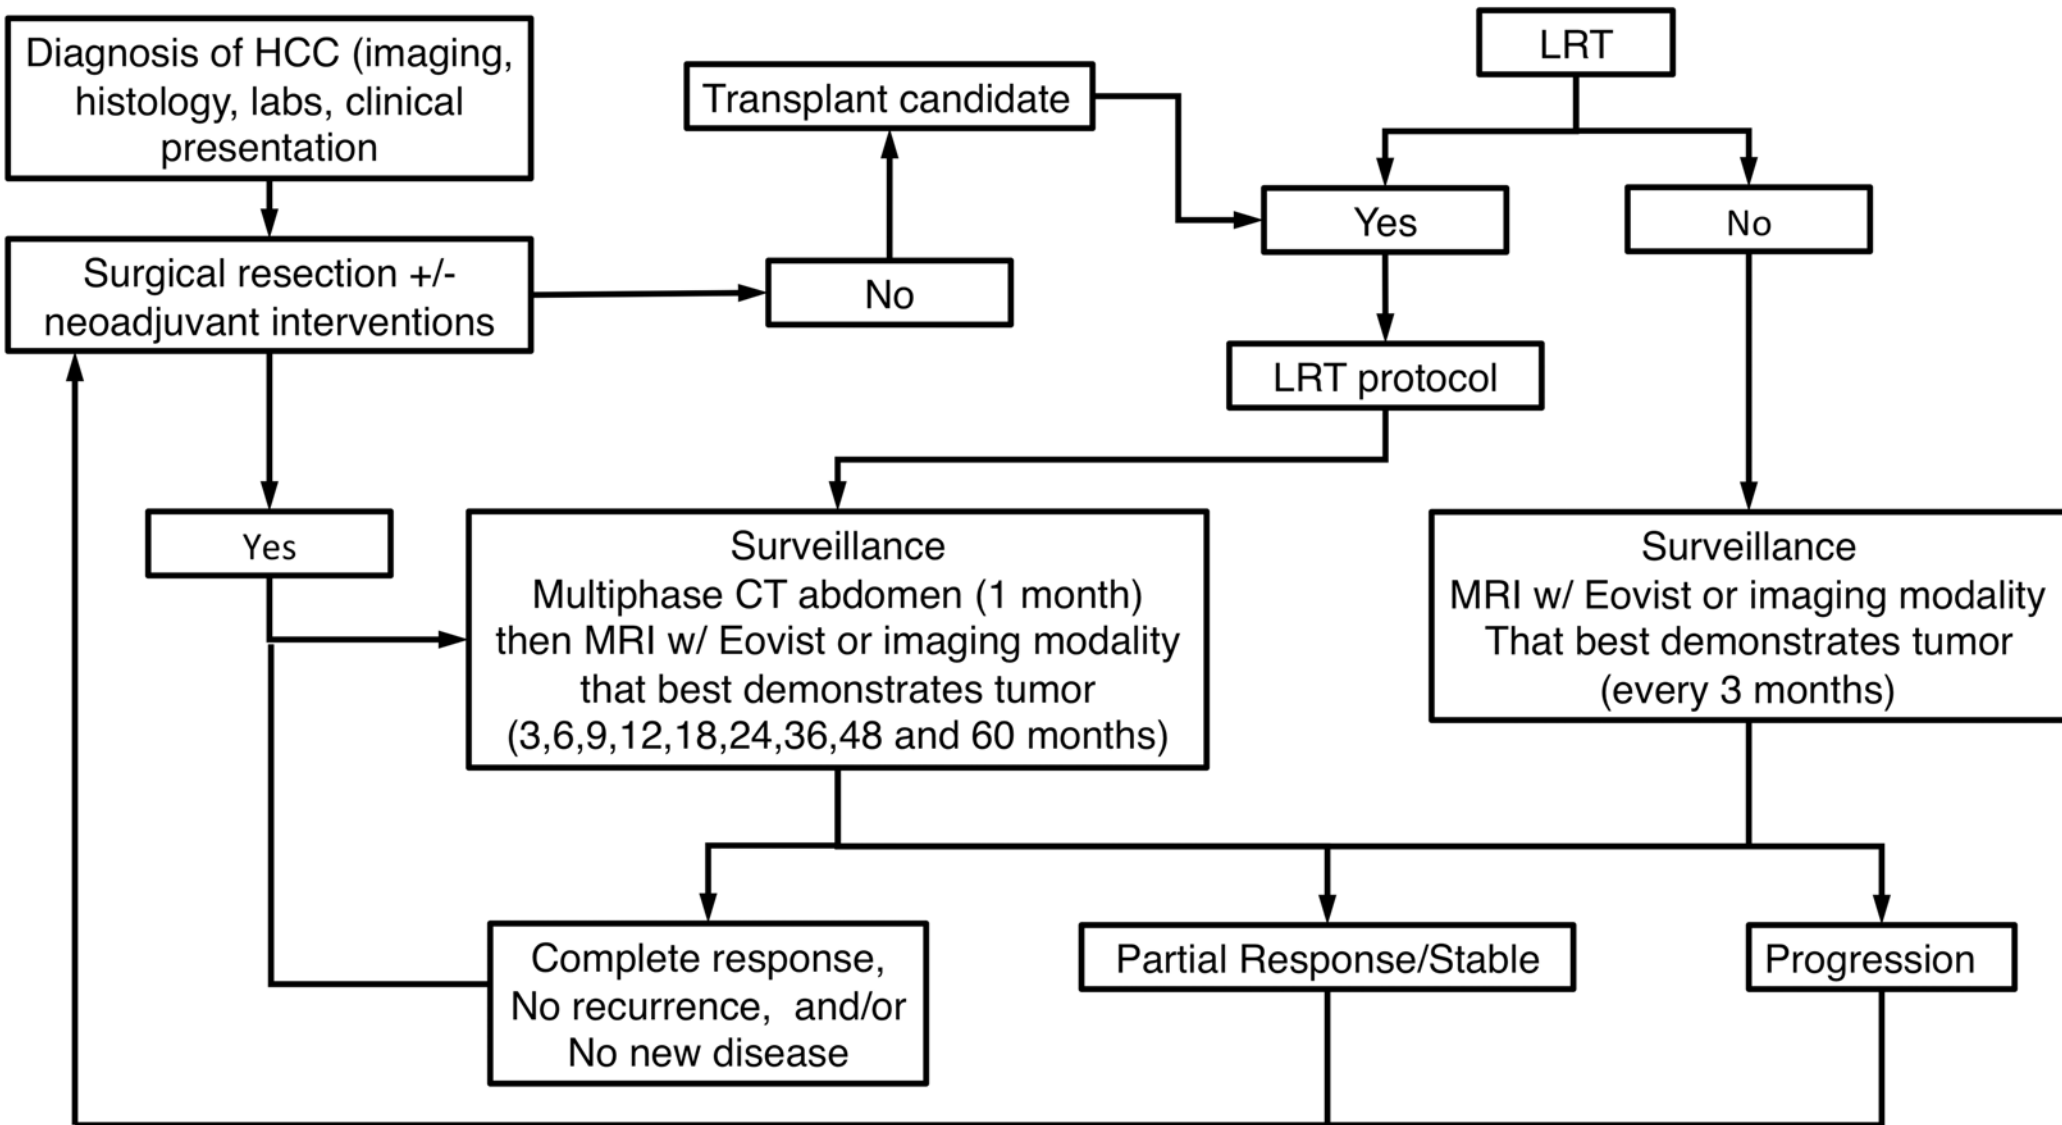 Diagnosis of HCC (imaging,
histology, labs, clinical
presentation
Surgical resection +/-
neoadjuvant interventions
No
Transplant candidate
LRT
Yes
No
LRT protocol
Yes
Surveillance
Multiphase CT abdomen (1 month)
then MRI w/ Eovist or imaging modality
that best demonstrates tumor
(3,6,9,12,18,24,36,48 and 60 months)
Surveillance
MRI w/ Eovist or imaging modality
That best demonstrates tumor
(every 3 months)
Complete response,
No recurrence, and/or
No new disease
Partial Response/Stable
Progression